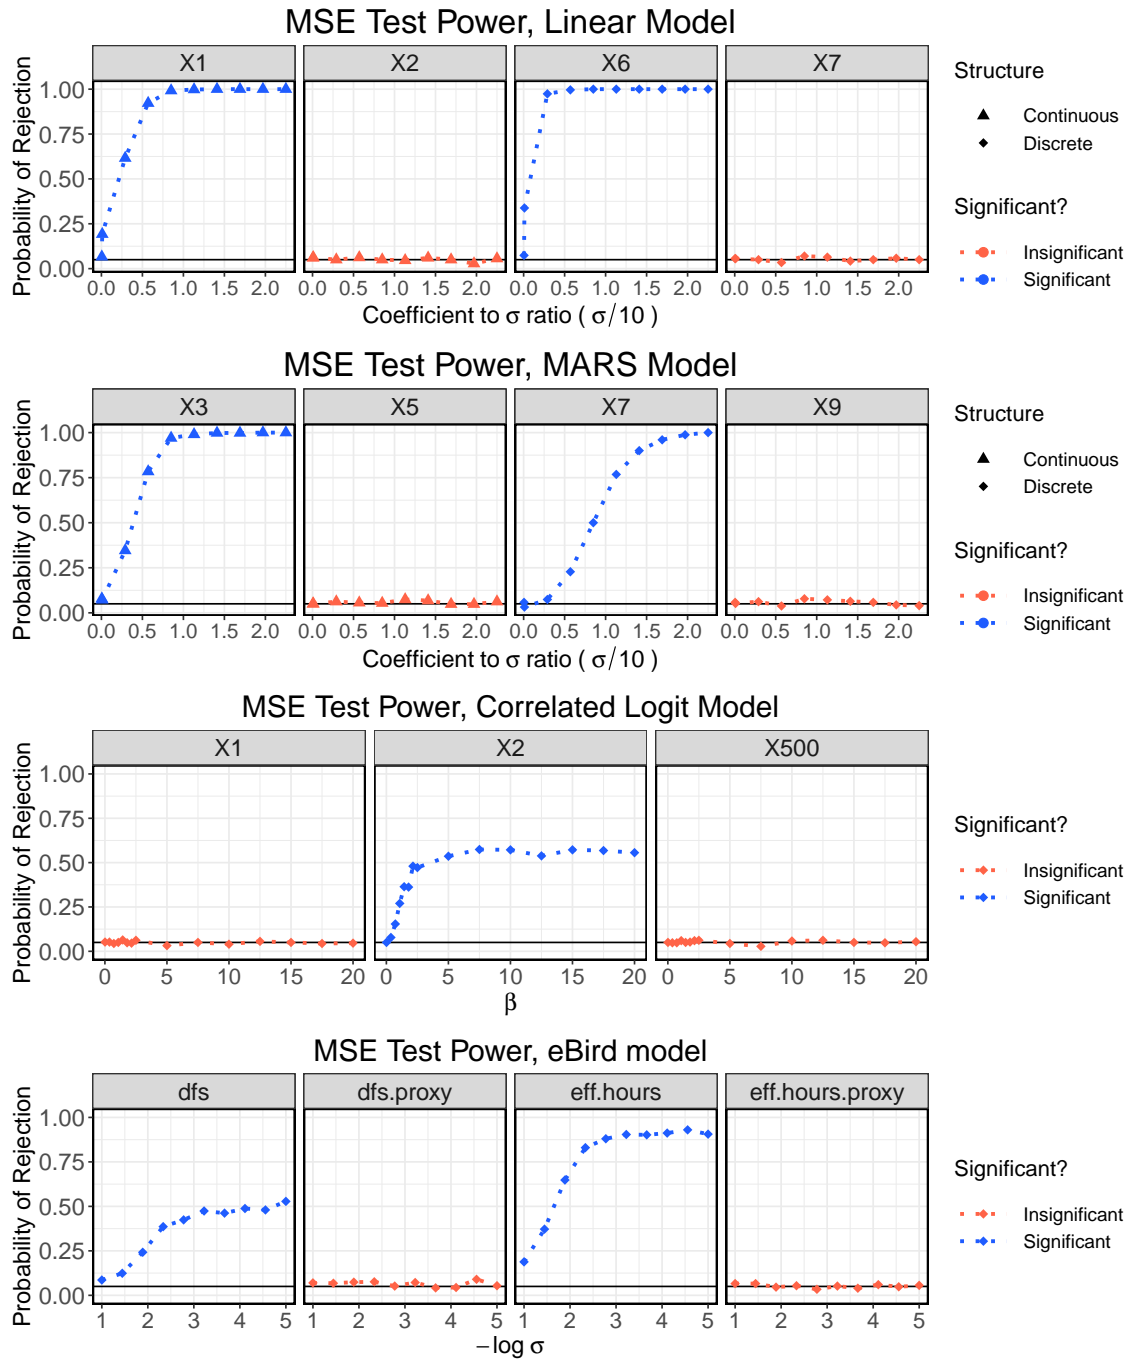 MSE Test Power, Linear Model
X1 X2 X6 X7
Probability of Rejection
1.00
0.75
0.50
0.25
0.00
0.0 0.5 1.0 1.5 2.0 0.0 0.5 1.0 1.5 2.0 0.0 0.5 1.0 1.5 2.0 0.0 0.5 1.0 1.5 2.0
Coefficient to σ ratio ( σ/10 )
Structure
Continuous
Discrete
Significant?
Insignificant
Significant
MSE Test Power, MARS Model
X3 X5 X7 X9
Probability of Rejection
1.00
0.75
0.50
0.25
0.00
0.0 0.5 1.0 1.5 2.0 0.0 0.5 1.0 1.5 2.0 0.0 0.5 1.0 1.5 2.0 0.0 0.5 1.0 1.5 2.0
Coefficient to σ ratio ( σ/10 )
Structure
Continuous
Discrete
Significant?
Insignificant
Significant
MSE Test Power, Correlated Logit Model
X1 X2 X500
Probability of Rejection
1.00
0.75
0.50
0.25
0.00
0 5 10 15 20 0 5 10 15 20 0 5 10 15 20
β
Significant?
Insignificant
Significant
MSE Test Power, eBird model
dfs dfs.proxy eff.hours eff.hours.proxy
Probability of Rejection
1.00
0.75
0.50
0.25
0.00
1 2 3 4 5 1 2 3 4 5 1 2 3 4 5 1 2 3 4 5
−log σ
Significant?
Insignificant
Significant